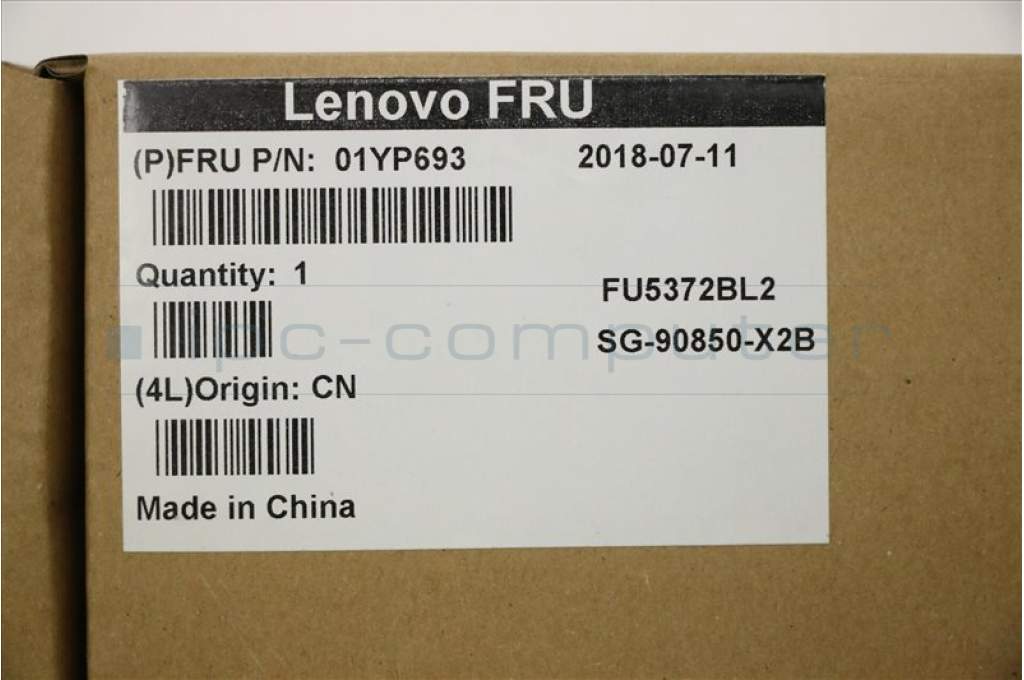 Lenovo FRU
(P)FRU P/N: 01YP693
2018-07-11
Quantity: 1
FU5372BL2
ipc-computer
SG-90850-X2B
(4L)Origin: CN
Made in China